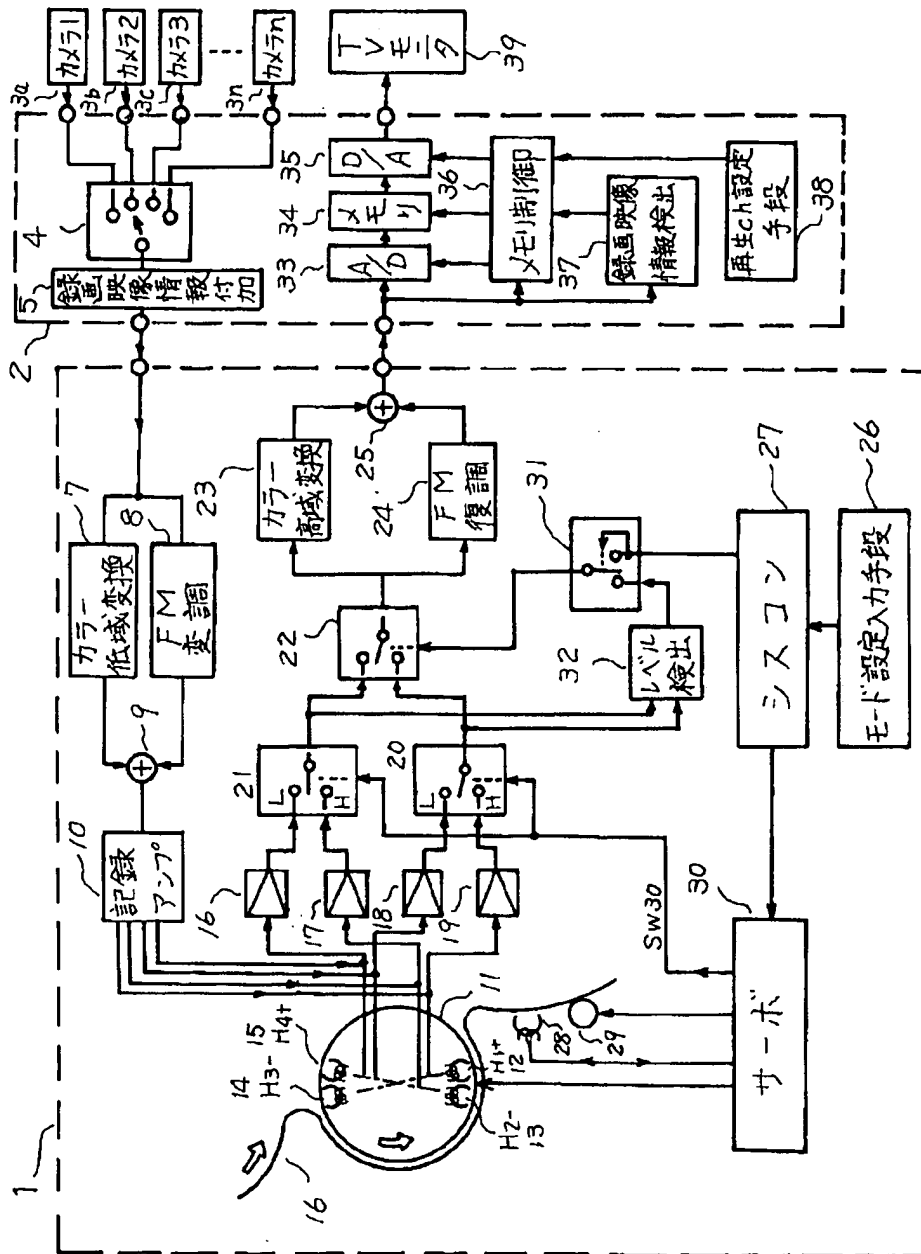 1
16
14
H3-
15
H4+
H2-
13
H1+
12
11
28
29
サーボ
30
SW30
10
記録
アンプ
9
カラー
低域変換
7
FM
変調
8
16
17
18
19
21
L
H
20
L
H
22
カラー
高域変換
23
FM
復調
24
25
31
レベル
検出
32
シスコン
27
モード設定入力手段
26
2
5
録画映像情報付加
4
3a
カメラ1
3b
カメラ2
3c
カメラ3
3n
カメラn
33
A/D
34
メモリ
35
D/A
36
メモリ制御
37
録画映像
情報検出
再生ch設定
手段
38
TVモニタ
39